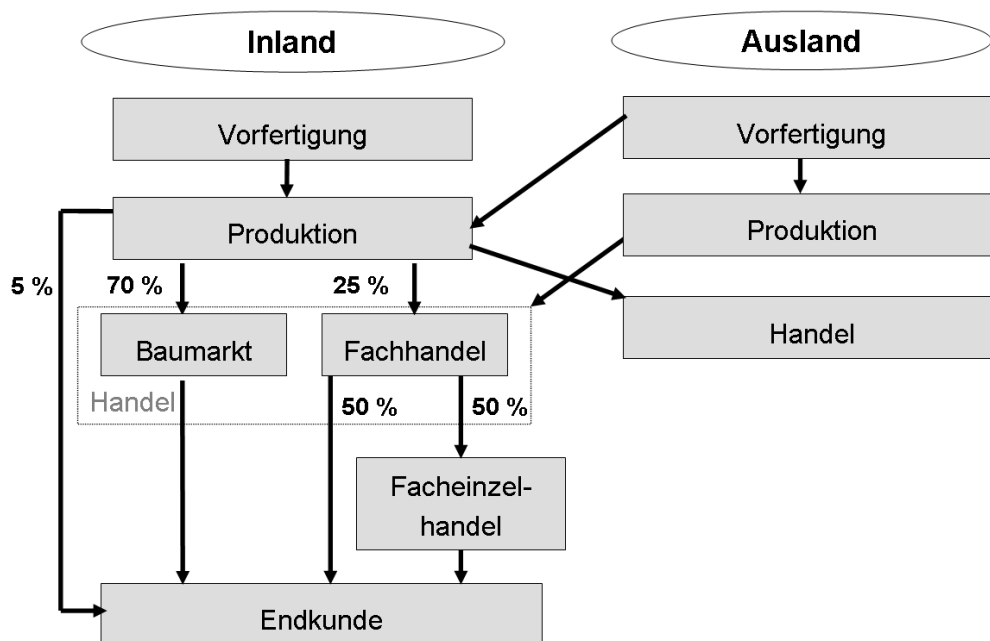 Inland
Ausland
Vorfertigung
Vorfertigung
Produktion
Produktion
5 %
70 %
25 %
Handel
Baumarkt
Fachhandel
Handel
50 %
50 %
Facheinzel-
handel
Endkunde